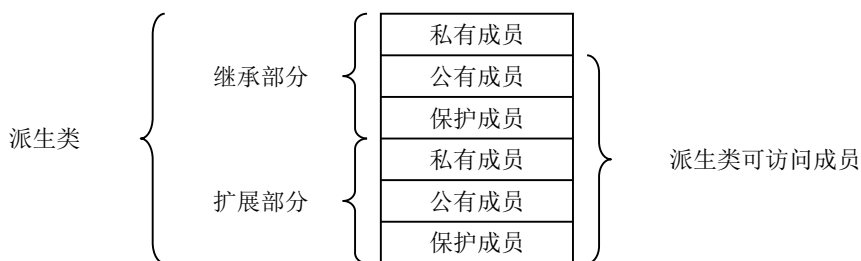 私有成员
继承部分
公有成员
保护成员
派生类
私有成员
派生类可访问成员
扩展部分
公有成员
保护成员